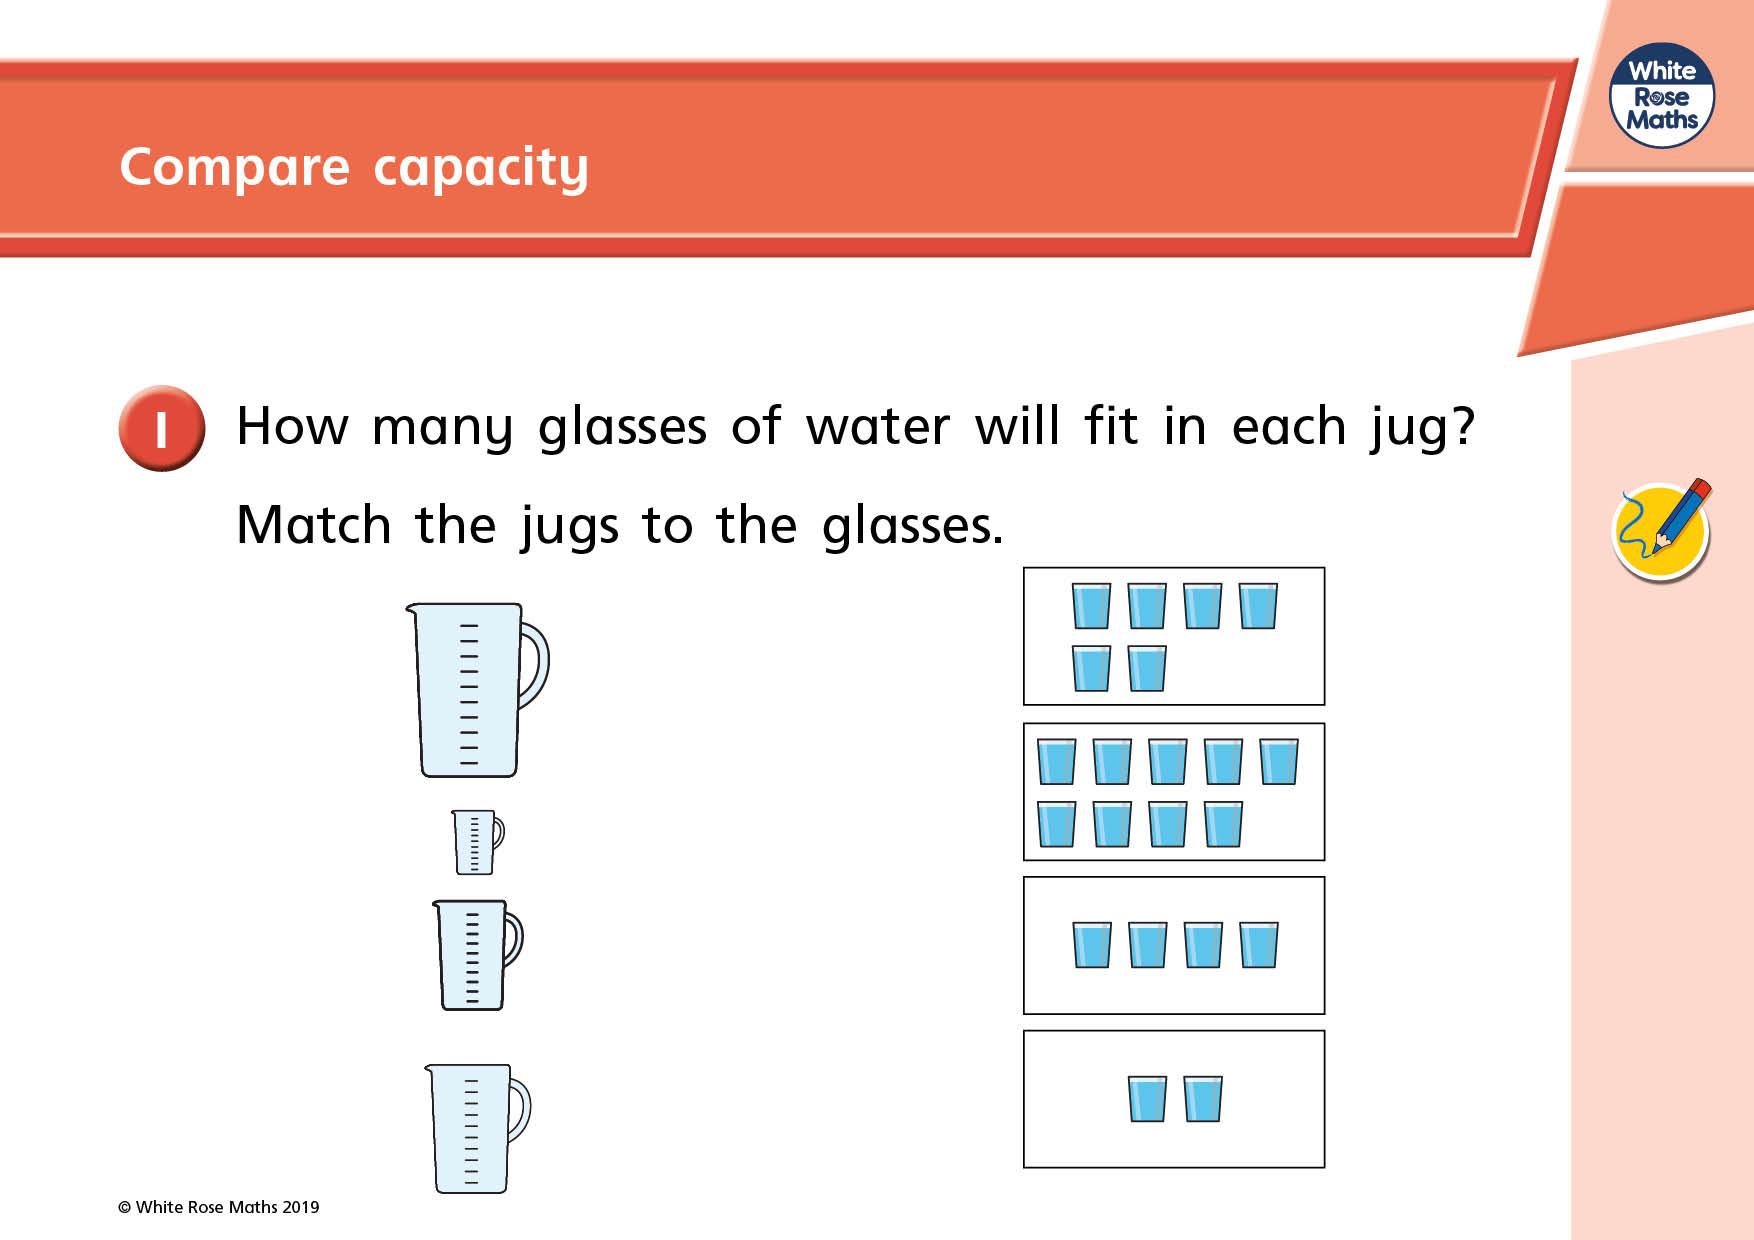 White
Rose
Maths
Compare capacity
1 How many glasses of water will fit in each jug?
Match the jugs to the glasses.
© White Rose Maths 2019